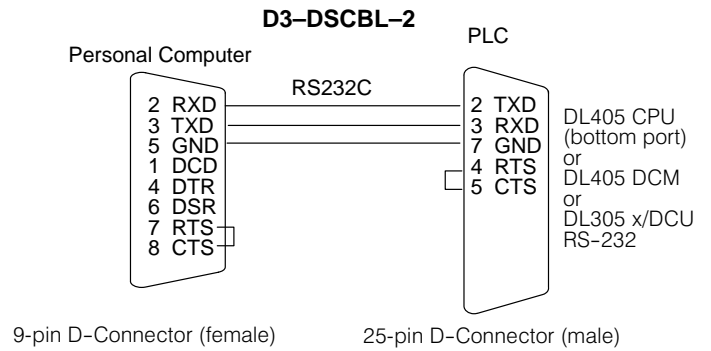 D3–DSCBL–2
Personal Computer
PLC
RS232C
2 RXD
3 TXD
5 GND
1 DCD
4 DTR
6 DSR
7 RTS
8 CTS
2 TXD
3 RXD
7 GND
4 RTS
5 CTS
DL405 CPU
(bottom port)
or
DL405 DCM
or
DL305 x/DCU
RS-232
9-pin D-Connector (female)
25-pin D-Connector (male)